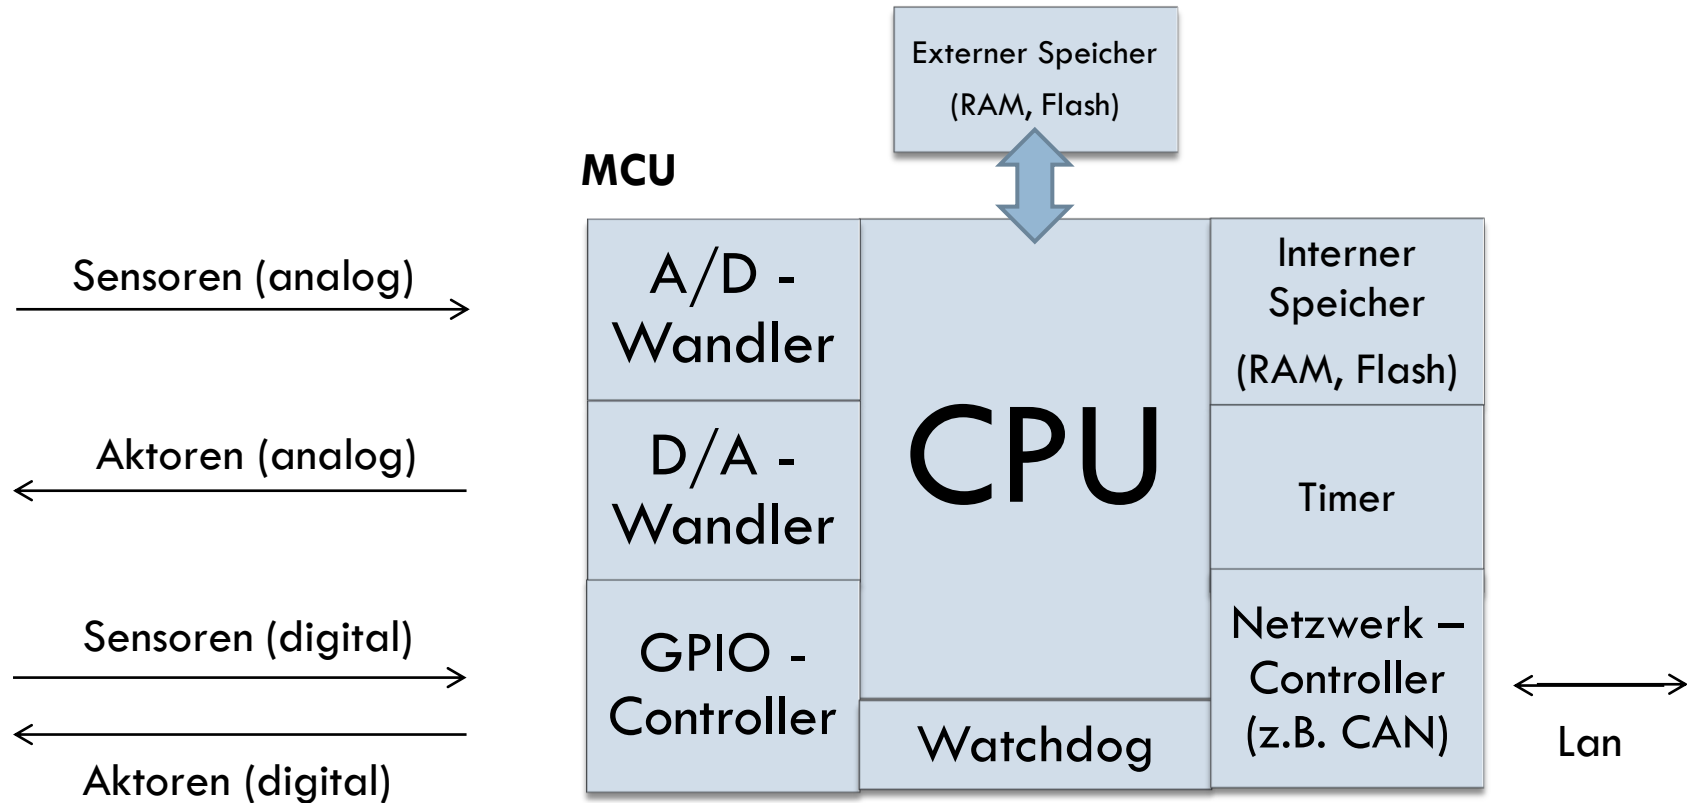 Externer Speicher
(RAM, Flash)
MCU
Sensoren (analog)
Aktoren (analog)
Sensoren (digital)
Aktoren (digital)
A/D -
Wandler
D/A -
Wandler
GPIO -
Controller
CPU
Watchdog
Interner
Speicher
(RAM, Flash)
Timer
Netzwerk –
Controller
(z.B. CAN)
Lan